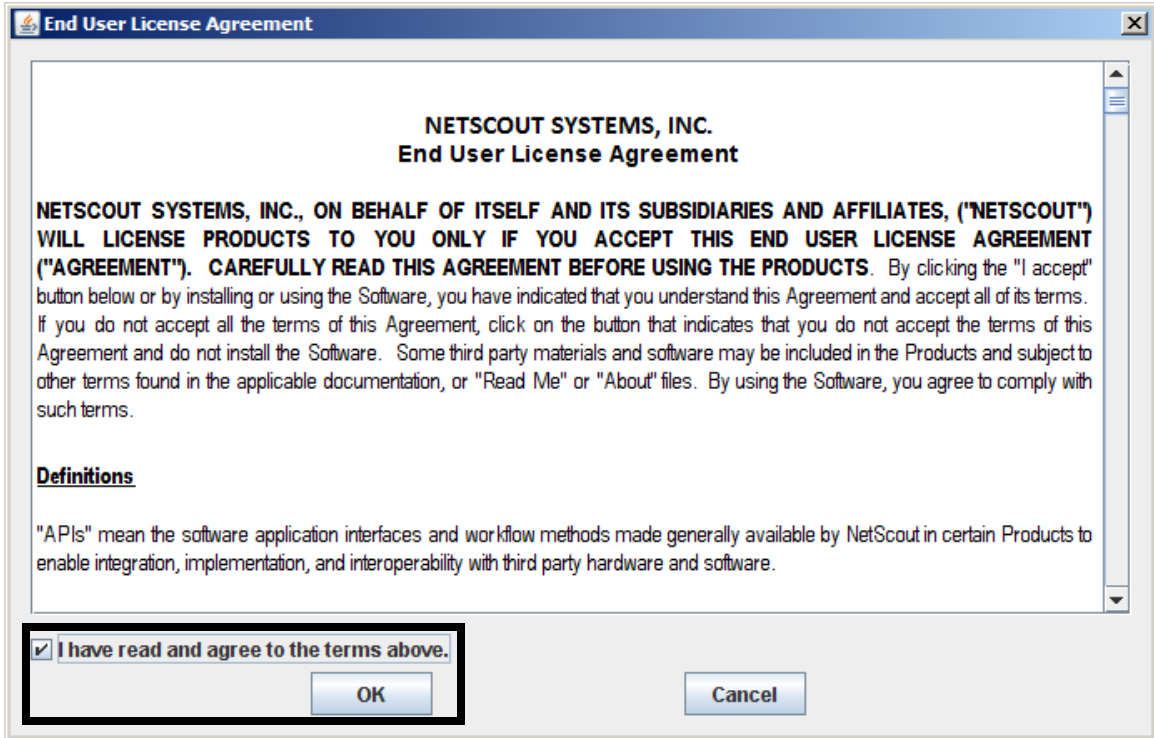 End User License Agreement
NETSCOUT SYSTEMS, INC.
End User License Agreement
NETSCOUT SYSTEMS, INC., ON BEHALF OF ITSELF AND ITS SUBSIDIARIES AND AFFILIATES, ("NETSCOUT")
WILL LICENSE PRODUCTS TO YOU ONLY IF YOU ACCEPT THIS END USER LICENSE AGREEMENT
("AGREEMENT"). CAREFULLY READ THIS AGREEMENT BEFORE USING THE PRODUCTS. By clicking the "I accept"
button below or by installing or using the Software, you have indicated that you understand this Agreement and accept all of its terms.
If you do not accept all the terms of this Agreement, click on the button that indicates that you do not accept the terms of this
Agreement and do not install the Software. Some third party materials and software may be included in the Products and subject to
other terms found in the applicable documentation, or "Read Me" or "About" files. By using the Software, you agree to comply with
such terms.
Definitions
"APIs" mean the software application interfaces and workflow methods made generally available by NetScout in certain Products to
enable integration, implementation, and interoperability with third party hardware and software.
I have read and agree to the terms above.
OK
Cancel